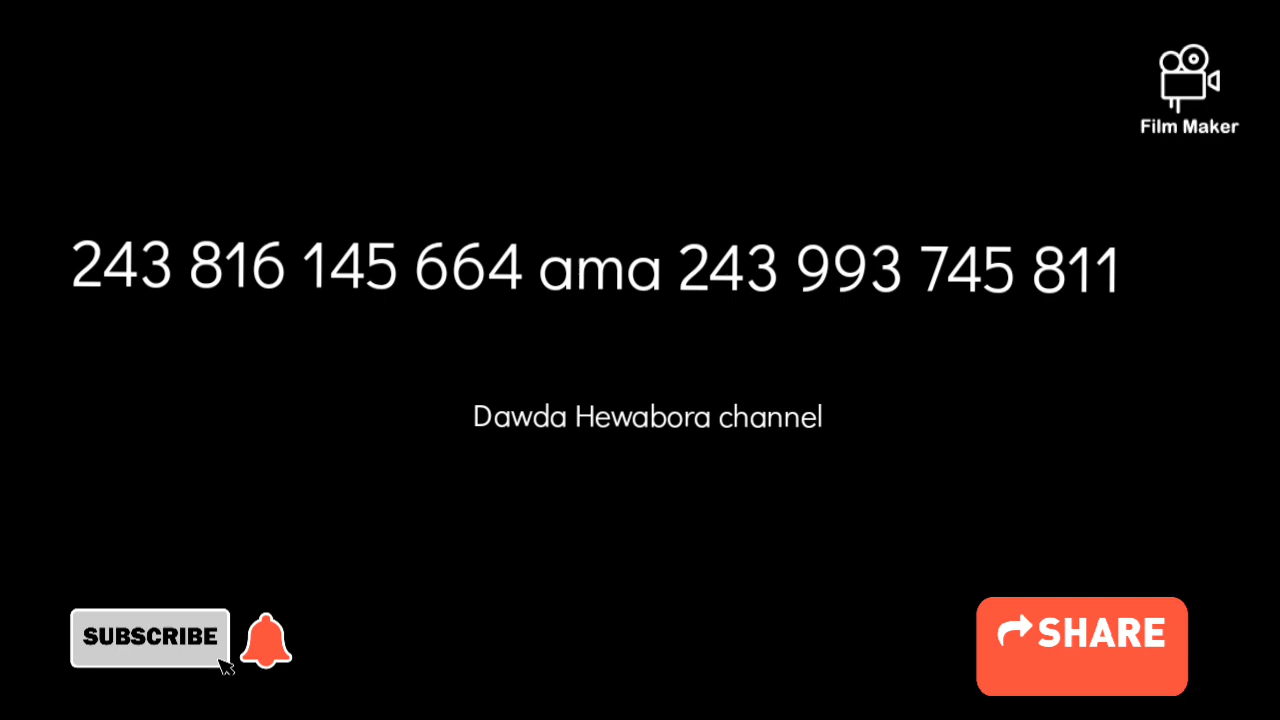 Film Maker
243 816 145 664 ama 243 993 745 811
Dawda Hewabora channel
SUBSCRIBE
SHARE